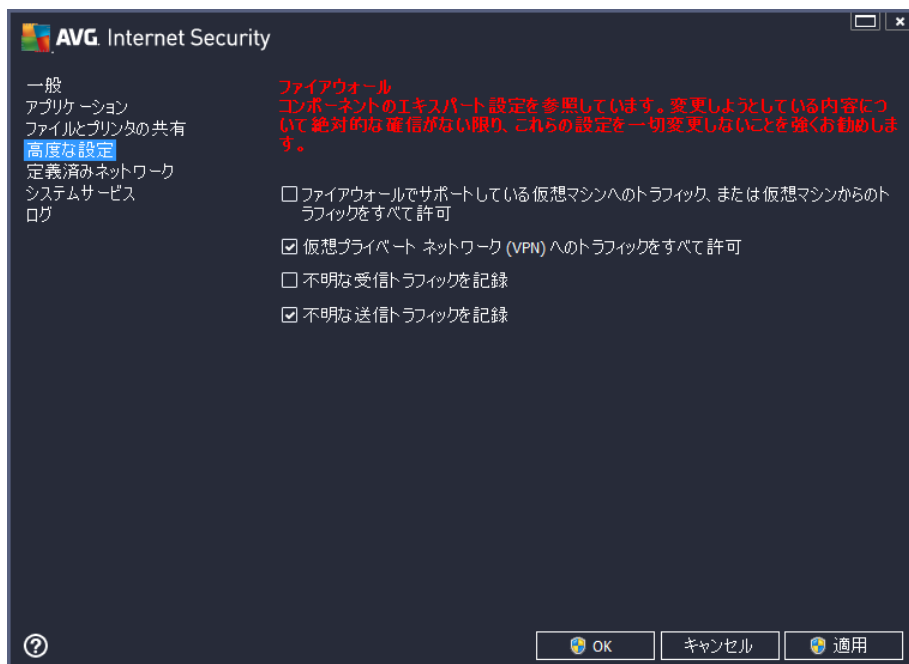 AVG Internet Security
一般
アプリケーション
ファイルとプリンタの共有
高度な設定
定義済みネットワーク
システムサービス
ログ
ファイアウォール
コンポーネントのエキスパート設定を参照しています。変更しようとしている内容につ
いて絶対的な確信がない限り、これらの設定を一切変更しないことを強くお勧めしま
す。
ファイアウォールでサポートしている仮想マシンへのトラフィック、または仮想マシンからのト
ラフィックをすべて許可
仮想プライベート ネットワーク (VPN) へのトラフィックをすべて許可
不明な受信トラフィックを記録
不明な送信トラフィックを記録
OK
キャンセル
適用